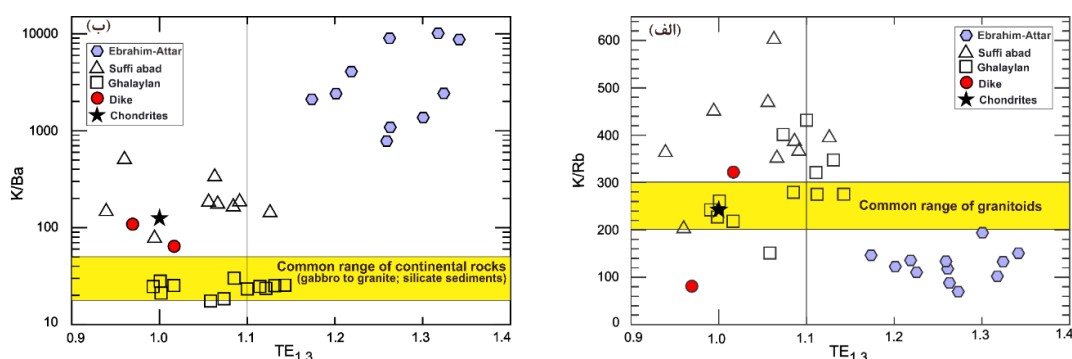 (ب)
Ebrahim-Attar
Suffi abad
Ghalaylan
Dike
Chondrites
10000
1000
100
10
K/Ba
Common range of continental rocks
(gabbro to granite; silicate sediments)
0.9 1.0 1.1 1.2 1.3 1.4
TE1.3
(الف)
Ebrahim-Attar
Suffi abad
Ghalaylan
Dike
Chondrites
600
500
400
300
200
100
0
K/Rb
Common range of granitoids
0.9 1.0 1.1 1.2 1.3 1.4
TE1.3